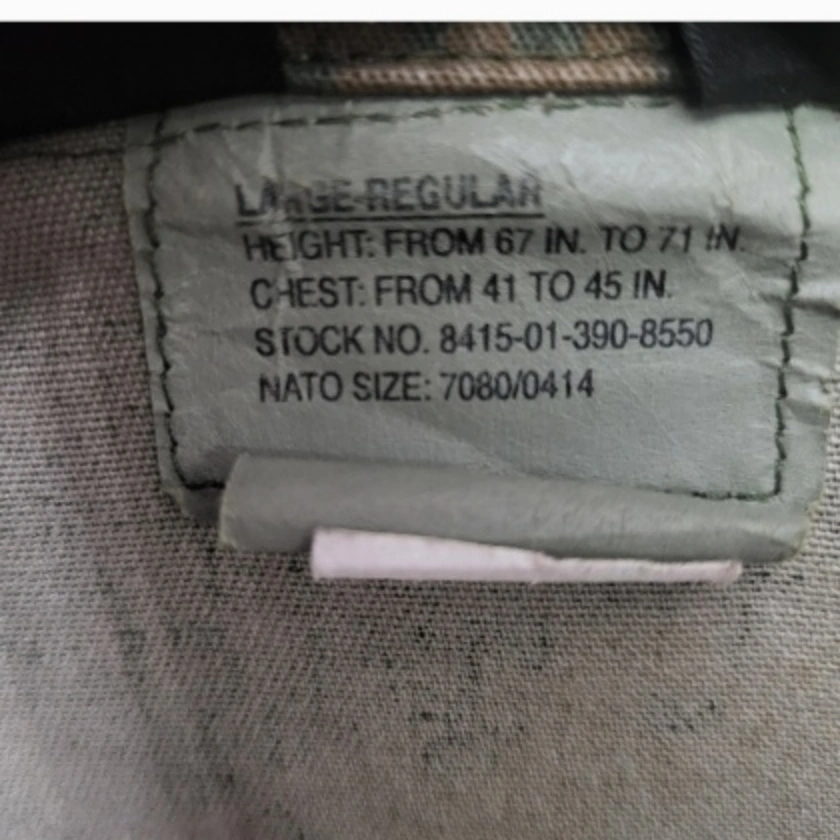 LARGE-REGULAR
HEIGHT: FROM 67 IN. TO 71 IN.
CHEST: FROM 41 TO 45 IN.
STOCK NO. 8415-01-390-8550
NATO SIZE: 7080/0414